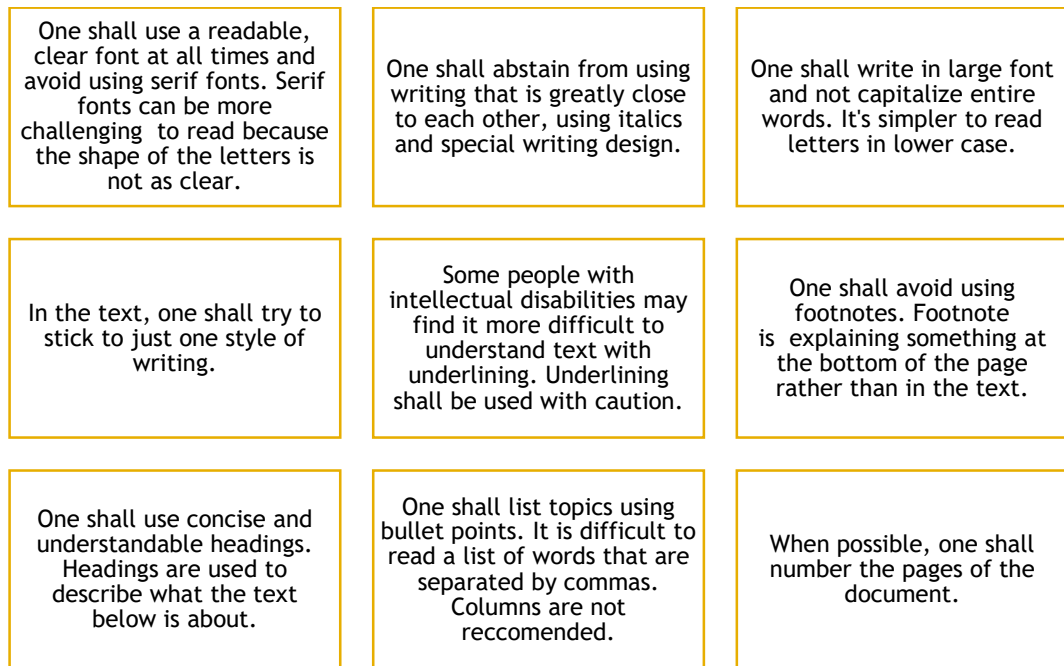 One shall use a readable,
clear font at all times and
avoid using serif fonts. Serif
fonts can be more
challenging  to read because
the shape of the letters is
not as clear.
One shall abstain from using
writing that is greatly close
to each other, using italics
and special writing design.
One shall write in large font
and not capitalize entire
words. It's simpler to read
letters in lower case.
In the text, one shall try to
stick to just one style of
writing.
Some people with
intellectual disabilities may
find it more difficult to
understand text with
underlining. Underlining
shall be used with caution.
One shall avoid using
footnotes. Footnote
is  explaining something at
the bottom of the page
rather than in the text.
One shall use concise and
understandable headings.
Headings are used to
describe what the text
below is about.
One shall list topics using
bullet points. It is difficult to
read a list of words that are
separated by commas.
Columns are not
reccomended.
When possible, one shall
number the pages of the
document.